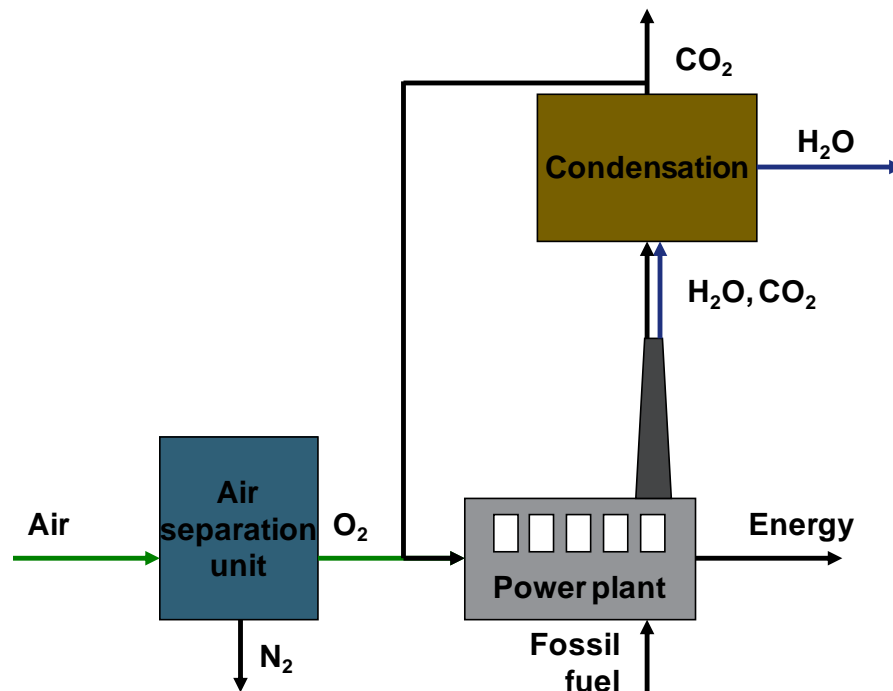 CO₂
H₂O
Condensation
H₂O, CO₂
Air
separation
unit
Air
O₂
Energy
Power plant
N₂
Fossil
fuel